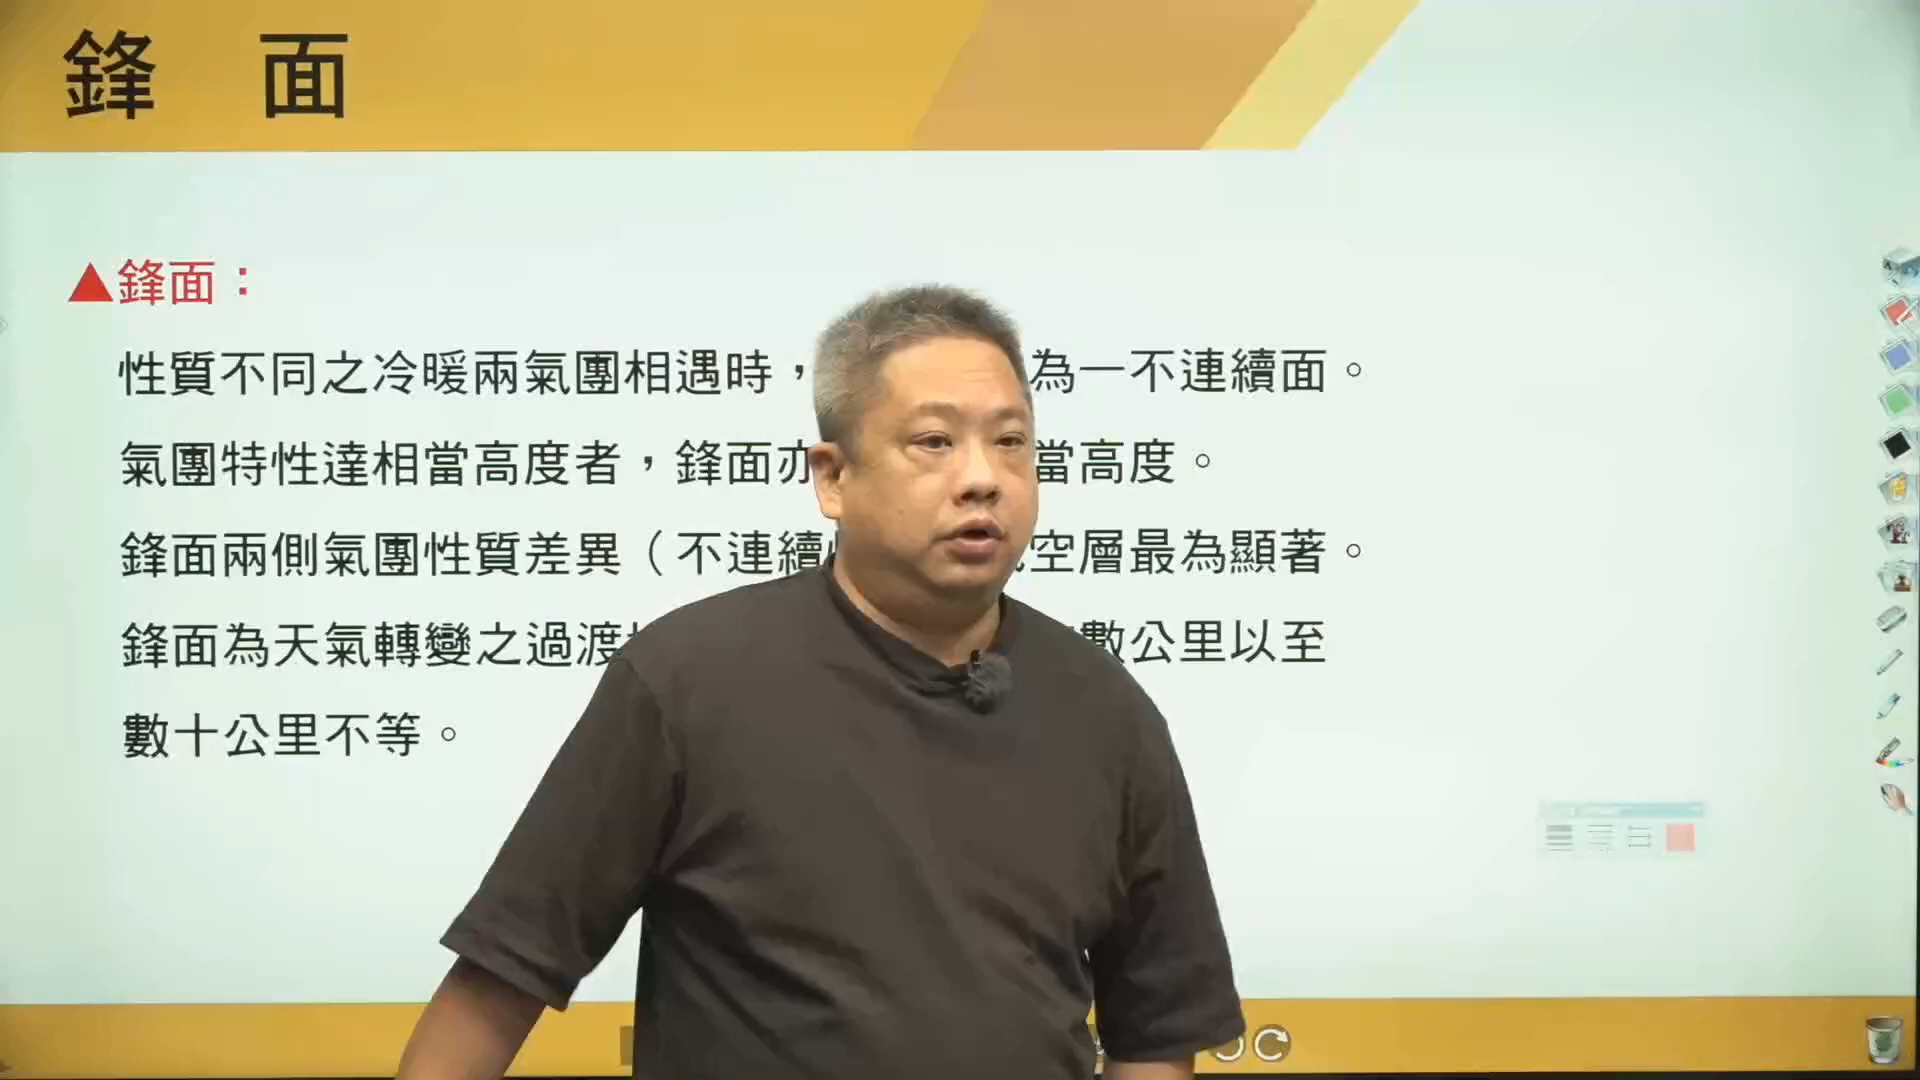 鋒面
▲鋒面：
性質不同之冷暖兩氣團相遇時，為一不連續面。
氣團特性達相當高度者，鋒面亦當高度。
鋒面兩側氣團性質差異（不連續空層最為顯著。
鋒面為天氣轉變之過渡數公里以至
數十公里不等。